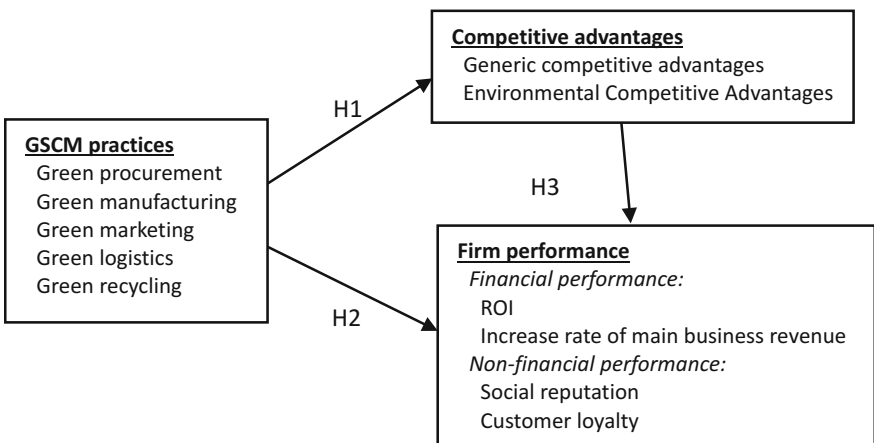 Competitive advantages
Generic competitive advantages
Environmental Competitive Advantages
H1
GSCM practices
Green procurement
Green manufacturing
Green marketing
Green logistics
Green recycling
H3
H2
Firm performance
Financial performance:
ROI
Increase rate of main business revenue
Non-financial performance:
Social reputation
Customer loyalty